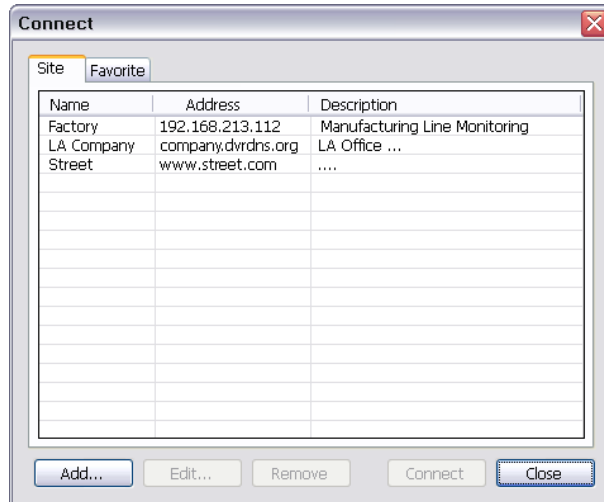 Connect
Site Favorite
Name Address Description
Factory 192.168.213.112 Manufacturing Line Monitoring
LA Company company.dvrdns.org LA Office ...
Street www.street.com ....
Add... Edit... Remove Connect Close